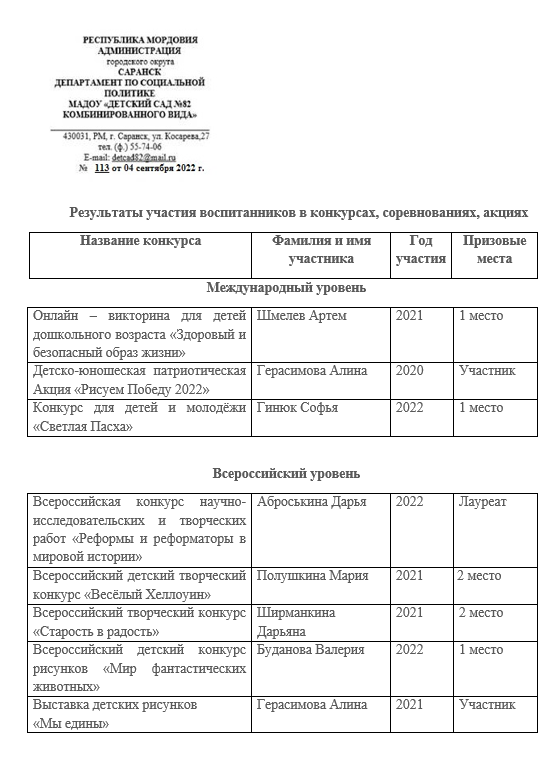 РЕСПУБЛИКА МОРДОВИЯ
АДМИНИСТРАЦИЯ
городского округа
САРАНСК
ДЕПАРТАМЕНТ ПО СОЦИАЛЬНОЙ
ПОЛИТИКЕ
МАДОУ «ДЕТСКИЙ САД №82
КОМБИНИРОВАННОГО ВИДА»
430031, РМ, г. Саранск, ул. Косарева,27
тел. (ф.) 55-74-06
E-mail: detcad82@mail.ru
№ 113 от 04 сентября 2022 г.
Результаты участия воспитанников в конкурсах, соревнованиях, акциях
Название конкурса Фамилия и имя Год Призовые
участника участия места
Международный уровень
Онлайн – викторина для детей Шмелев Артем 2021 1 место
дошкольного возраста «Здоровый и
безопасный образ жизни»
Детско-юношеская патриотическая Герасимова Алина 2020 Участник
Акция «Рисуем Победу 2022»
Конкурс для детей и молодёжи Гинюк Софья 2022 1 место
«Светлая Пасха»
Всероссийский уровень
Всероссийская конкурс научно- Аброськина Дарья 2022 Лауреат
исследовательских и творческих
работ «Реформы и реформаторы в
мировой истории»
Всероссийский детский творческий Полушкина Мария 2021 2 место
конкурс «Весёлый Хеллоуин»
Всероссийский творческий конкурс Ширманкина 2021 2 место
«Старость в радость» Дарьяна
Всероссийский детский конкурс Буданова Валерия 2022 1 место
рисунков «Мир фантастических
животных»
Выставка детских рисунков Герасимова Алина 2021 Участник
«Мы едины»